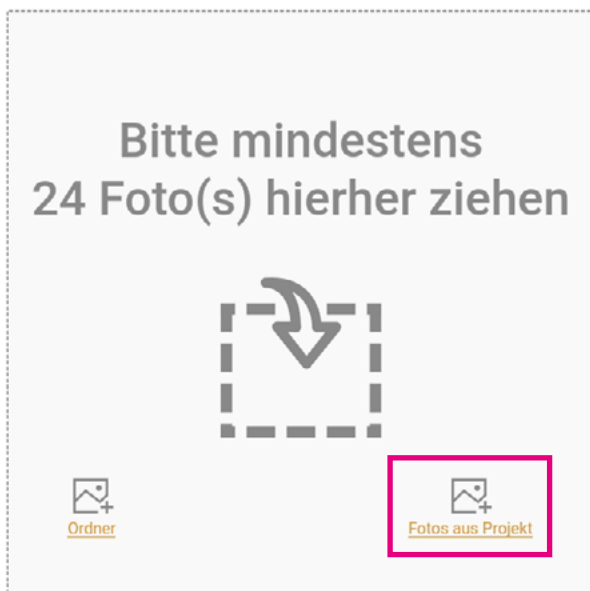 Bitte mindestens
24 Foto(s) hierher ziehen
Ordner
Fotos aus Projekt